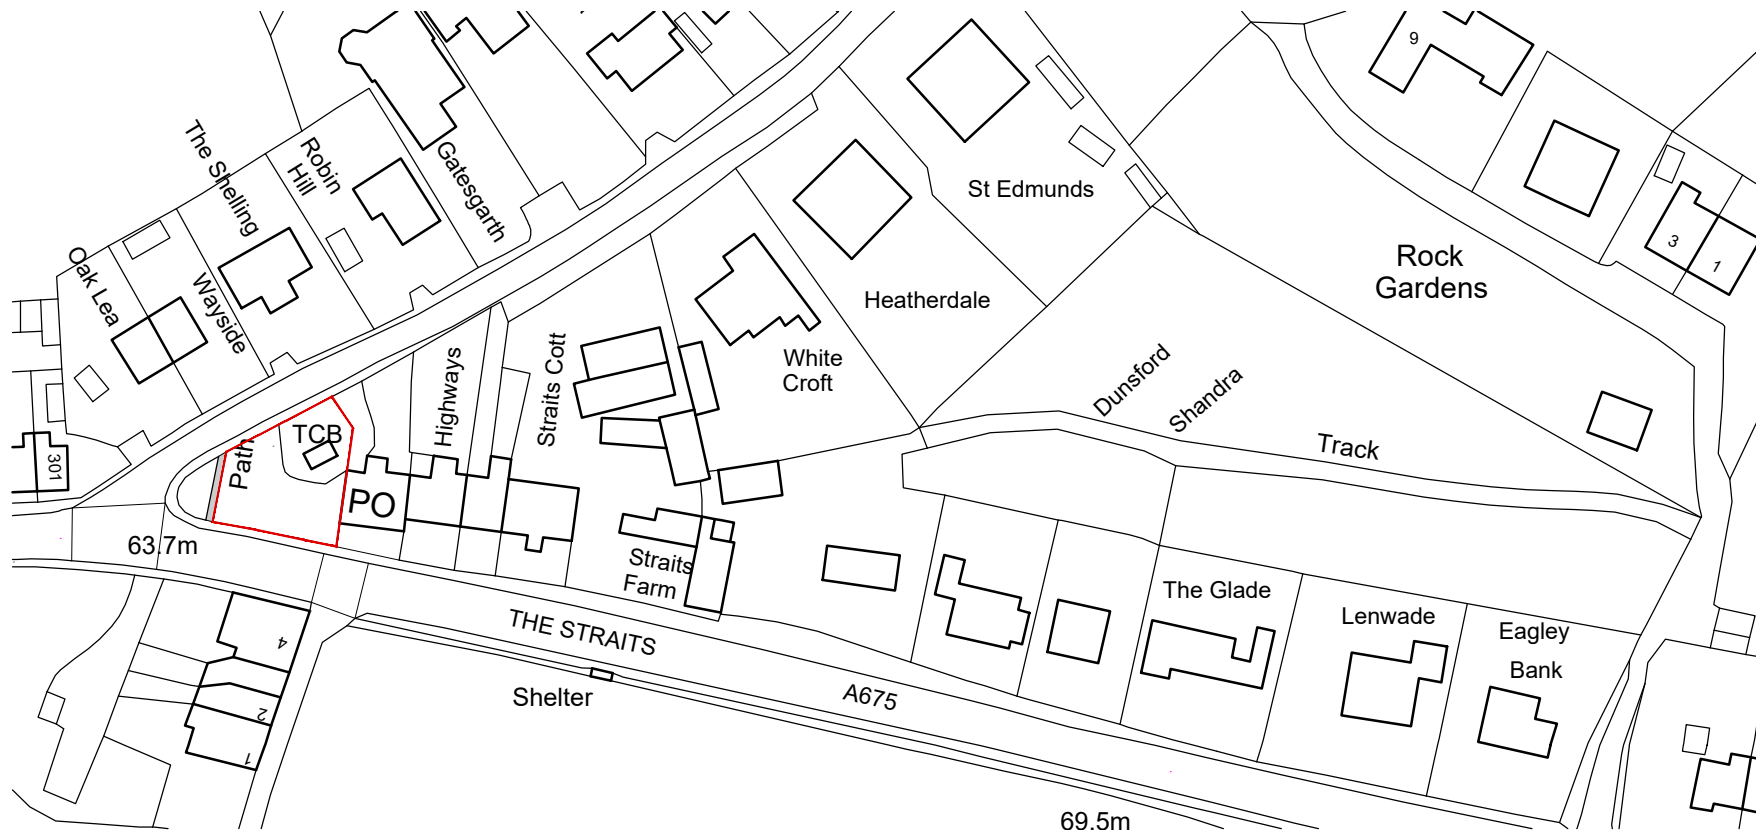 9
The Shelling
Robin
Hill
Gatesgarth
St Edmunds
3
1
Rock
Gardens
Oak Lea
Wayside
Heatherdale
White
Croft
Highways
Straits Cott
Dunsford
Shandra
Track
TCB
Path
301
PO
63.7m
Straits
Farm
The Glade
Lenwade
Eagley
Bank
THE STRAITS
A675
Shelter
4
2
1
69.5m